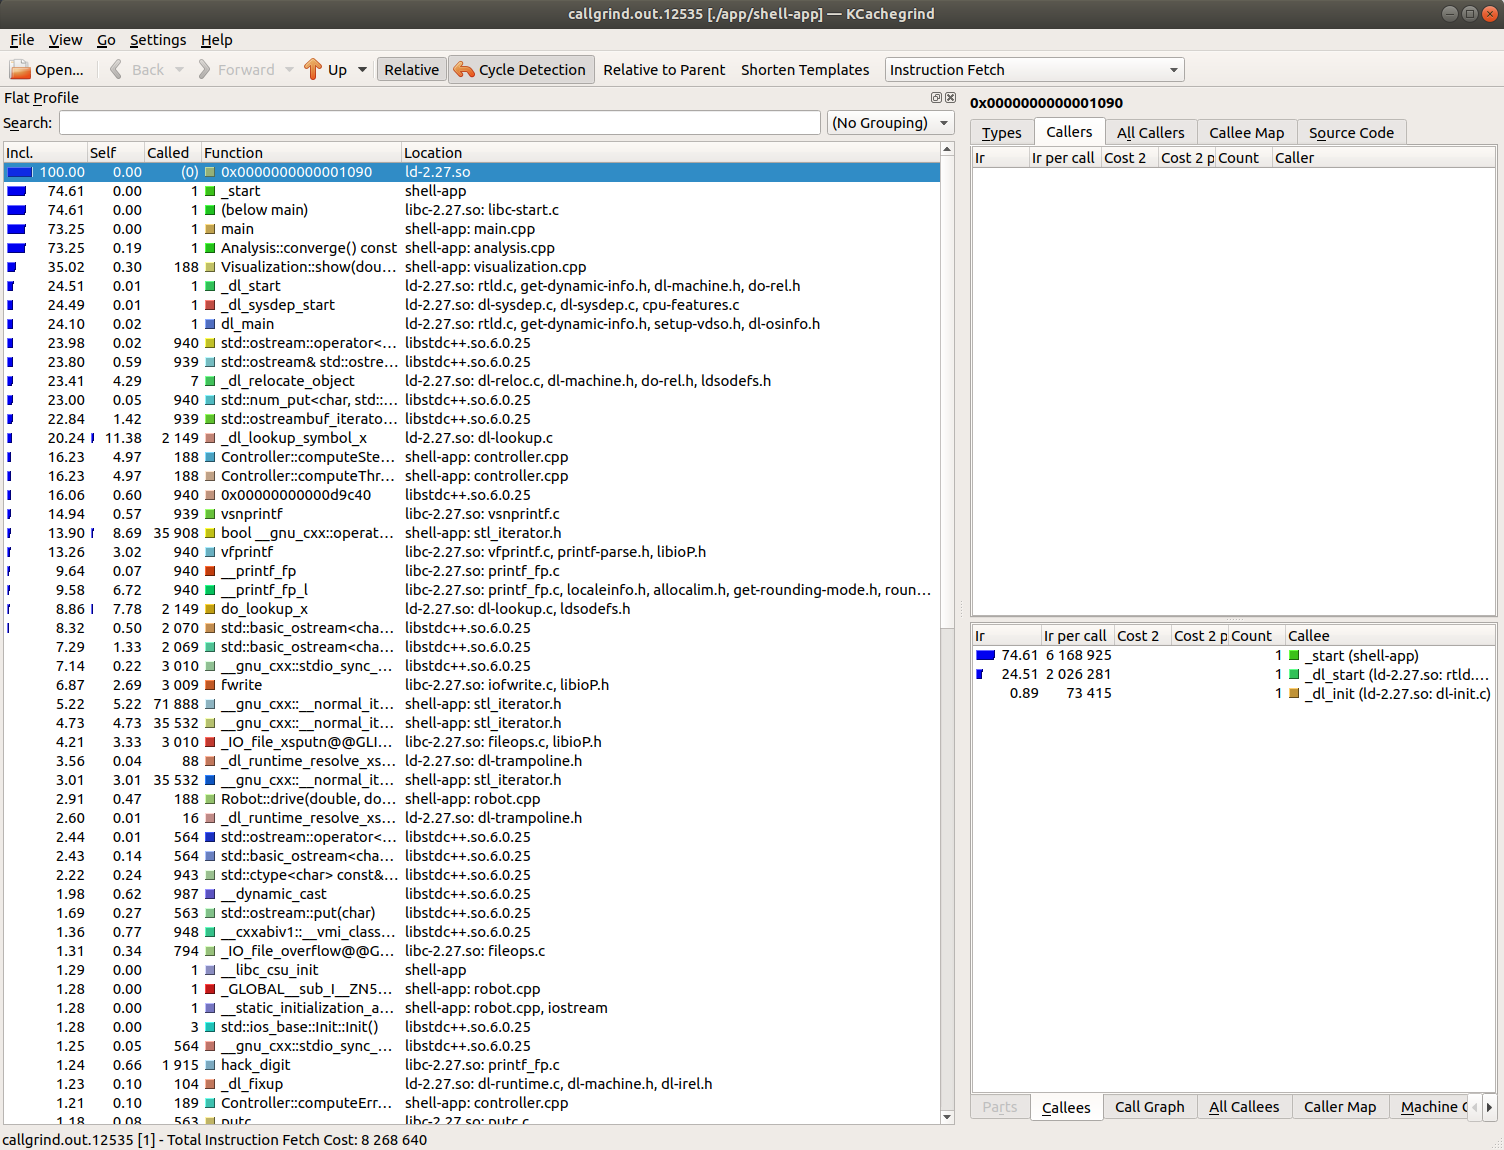 callgrind.out.12535 [./app/shell-app] — KCachegrind
File View Go Settings Help
Open... Back Forward Up Relative Cycle Detection Relative to Parent Shorten Templates Instruction Fetch
Flat Profile
Search: (No Grouping)
Incl. Self Called Function Location
100.00 0.00 (0) 0x0000000000001090 ld-2.27.so
74.61 0.00 1 _start shell-app
74.61 0.00 1 (below main) libc-2.27.so: libc-start.c
73.25 0.00 1 main shell-app: main.cpp
73.25 0.19 1 Analysis::converge() const shell-app: analysis.cpp
35.02 0.30 188 Visualization::show(dou... shell-app: visualization.cpp
24.51 0.01 1 _dl_start ld-2.27.so: rtld.c, get-dynamic-info.h, dl-machine.h, do-rel.h
24.49 0.01 1 _dl_sysdep_start ld-2.27.so: dl-sysdep.c, dl-sysdep.c, cpu-features.c
24.10 0.02 1 dl_main ld-2.27.so: rtld.c, get-dynamic-info.h, setup-vdso.h, dl-osinfo.h
23.98 0.02 940 std::ostream::operator<... libstdc++.so.6.0.25
23.80 0.59 939 std::ostream& std::ostre... libstdc++.so.6.0.25
23.41 4.29 7 _dl_relocate_object ld-2.27.so: dl-reloc.c, dl-machine.h, do-rel.h, ldsodefs.h
23.00 0.05 940 std::num_put<char, std::... libstdc++.so.6.0.25
22.84 1.42 939 std::ostreambuf_iterato... libstdc++.so.6.0.25
20.24 11.38 2 149 _dl_lookup_symbol_x ld-2.27.so: dl-lookup.c
16.23 4.97 188 Controller::computeSte... shell-app: controller.cpp
16.23 4.97 188 Controller::computeThr... shell-app: controller.cpp
16.06 0.60 940 0x00000000000d9c40 libstdc++.so.6.0.25
14.94 0.57 939 vsnprintf libc-2.27.so: vsnprintf.c
13.90 8.69 35 908 bool __gnu_cxx::operat... shell-app: stl_iterator.h
13.26 3.02 940 vfprintf libc-2.27.so: vfprintf.c, printf-parse.h, libioP.h
9.64 0.07 940 __printf_fp libc-2.27.so: printf_fp.c
9.58 6.72 940 __printf_fp_l libc-2.27.so: printf_fp.c, localeinfo.h, allocalim.h, get-rounding-mode.h, roun...
8.86 7.78 2 149 do_lookup_x ld-2.27.so: dl-lookup.c, ldsodefs.h
8.32 0.50 2 070 std::basic_ostream<cha... libstdc++.so.6.0.25
7.29 1.33 2 069 std::basic_ostream<cha... libstdc++.so.6.0.25
7.14 0.22 3 010 __gnu_cxx::stdio_sync_... libstdc++.so.6.0.25
6.87 2.69 3 009 fwrite libc-2.27.so: iofwrite.c, libioP.h
5.22 5.22 71 888 __gnu_cxx::__normal_it... shell-app: stl_iterator.h
4.73 4.73 35 532 __gnu_cxx::__normal_it... shell-app: stl_iterator.h
4.21 3.33 3 010 _IO_file_xsputn@@GLI... libc-2.27.so: fileops.c, libioP.h
3.56 0.04 88 _dl_runtime_resolve_xs... ld-2.27.so: dl-trampoline.h
3.01 3.01 35 532 __gnu_cxx::__normal_it... shell-app: stl_iterator.h
2.91 0.47 188 Robot::drive(double, do... shell-app: robot.cpp
2.60 0.01 16 _dl_runtime_resolve_xs... ld-2.27.so: dl-trampoline.h
2.44 0.01 564 std::ostream::operator<... libstdc++.so.6.0.25
2.43 0.14 564 std::basic_ostream<cha... libstdc++.so.6.0.25
2.22 0.24 943 std::ctype<char> const&... libstdc++.so.6.0.25
1.98 0.62 987 __dynamic_cast libstdc++.so.6.0.25
1.69 0.27 563 std::ostream::put(char) libstdc++.so.6.0.25
1.36 0.77 948 __cxxabiv1::__vmi_class... libstdc++.so.6.0.25
1.31 0.34 794 _IO_file_overflow@@G... libc-2.27.so: fileops.c
1.29 0.00 1 __libc_csu_init shell-app
1.28 0.00 1 _GLOBAL__sub_I__ZN5... shell-app: robot.cpp
1.28 0.00 1 __static_initialization_a... shell-app: robot.cpp, iostream
1.28 0.00 3 std::ios_base::Init::Init() libstdc++.so.6.0.25
1.25 0.05 564 __gnu_cxx::stdio_sync_... libstdc++.so.6.0.25
1.24 0.66 1 915 hack_digit libc-2.27.so: printf_fp.c
1.23 0.10 104 _dl_fixup ld-2.27.so: dl-runtime.c, dl-machine.h, dl-irel.h
1.21 0.10 189 Controller::computeErr... shell-app: controller.cpp
1.18 0.08 563 putc libc-2.27.so: putc.c
0x0000000000001090
Types Callers All Callers Callee Map Source Code
Ir Ir per call Cost 2 Cost 2 p Count Caller
Ir Ir per call Cost 2 Cost 2 p Count Callee
74.61 6 168 925 1 _start (shell-app)
24.51 2 026 281 1 _dl_start (ld-2.27.so: rtld....
0.89 73 415 1 _dl_init (ld-2.27.so: dl-init.c)
Parts Callees Call Graph All Callees Caller Map Machine
callgrind.out.12535 [1] - Total Instruction Fetch Cost: 8 268 640